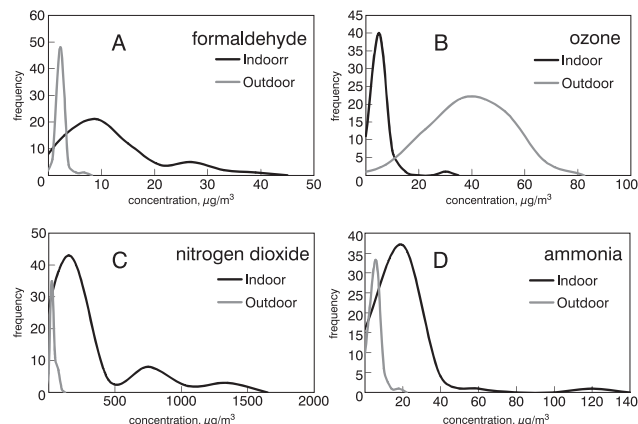 A
formaldehyde
Indoorr
Outdoor
frequency
60
50
40
30
20
10
0
0 10 20 30 40 50
concentration, µg/m³
B
ozone
Indoor
Outdoor
frequency
45
40
35
30
25
20
15
10
5
0
20 40 60 80 100
concentration, µg/m³
C
nitrogen dioxide
Indoor
Outdoor
frequency
50
40
30
20
10
0
500 1000 1500 2000
concentration, µg/m³
D
ammonia
Indoor
Outdoor
frequency
40
35
30
25
20
15
10
5
0
20 40 60 80 100 120 140
concentration, µg/m³